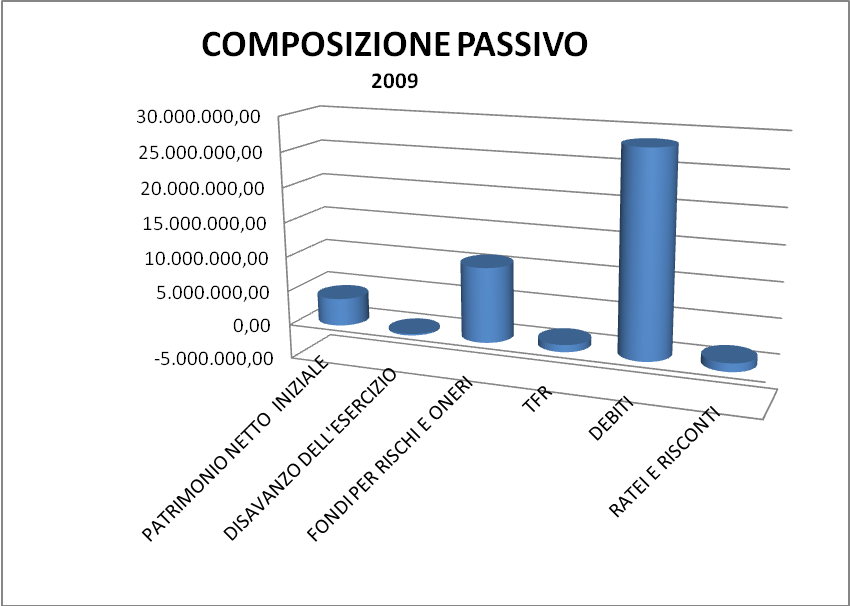 COMPOSIZIONE PASSIVO
2009
30.000.000,00
25.000.000,00
20.000.000,00
15.000.000,00
10.000.000,00
5.000.000,00
0,00
-5.000.000,00
PATRIMONIO NETTO INIZIALE
DISAVANZO DELL'ESERCIZIO
FONDI PER RISCHI E ONERI
TFR
DEBITI
RATEI E RISCONTI